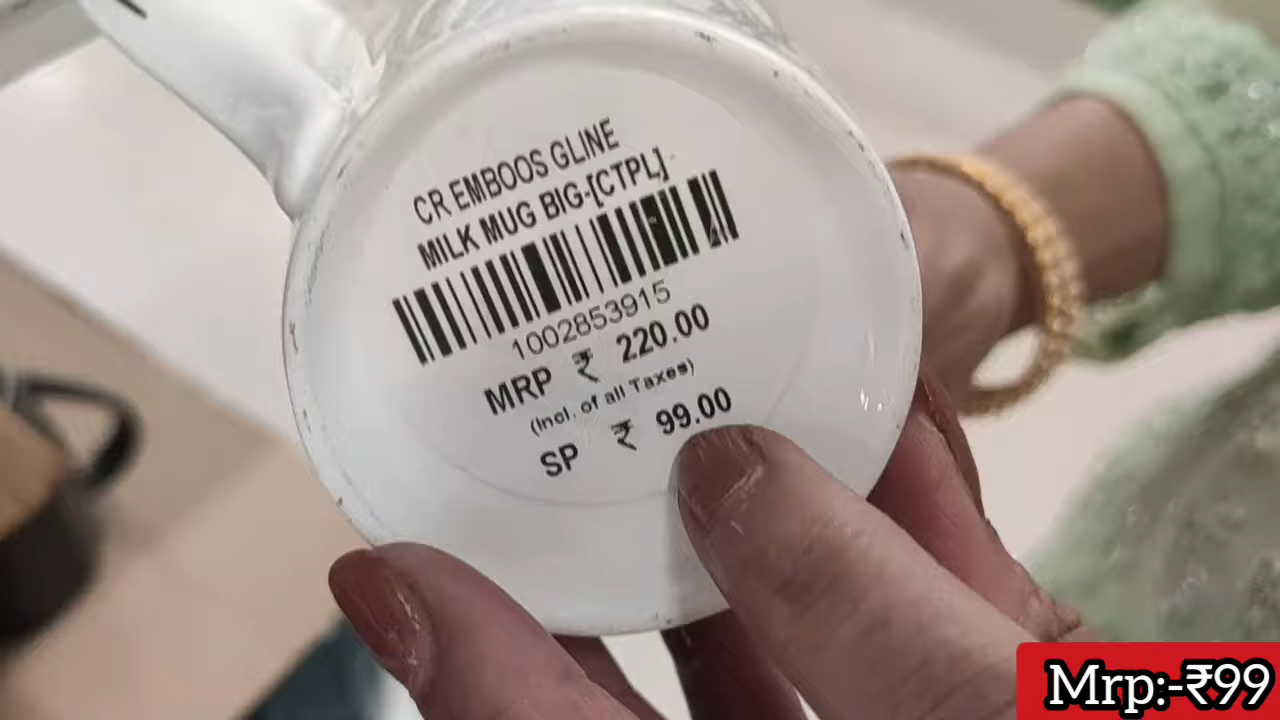 CR EMBOOS GLINE
MILK MUG BIG-[CTPL]
1002853915
MRP ₹ 220.00
(Incl. of all Taxes)
SP ₹ 99.00
Mrp:-₹99